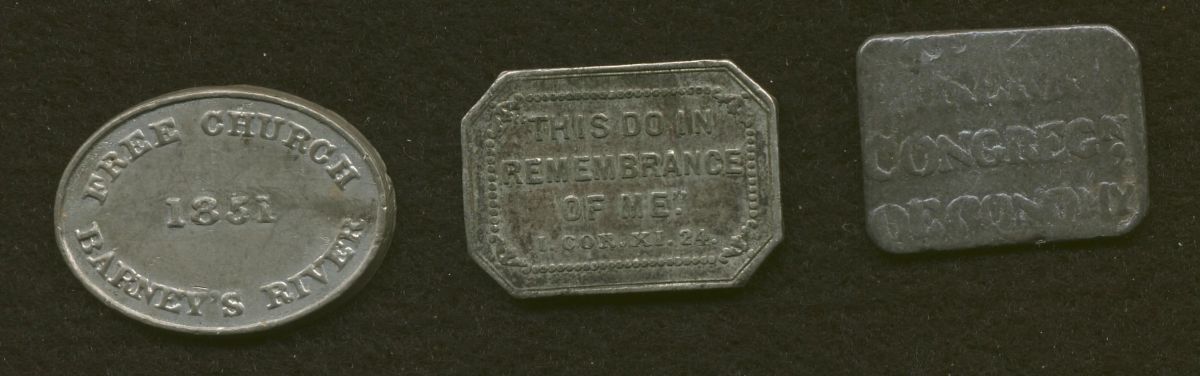 FREE CHURCH
1851
BARNEY'S RIVER
"THIS DO IN
REMEMBRANCE
OF ME."
I. COR. XI. 24.
CONGREGN